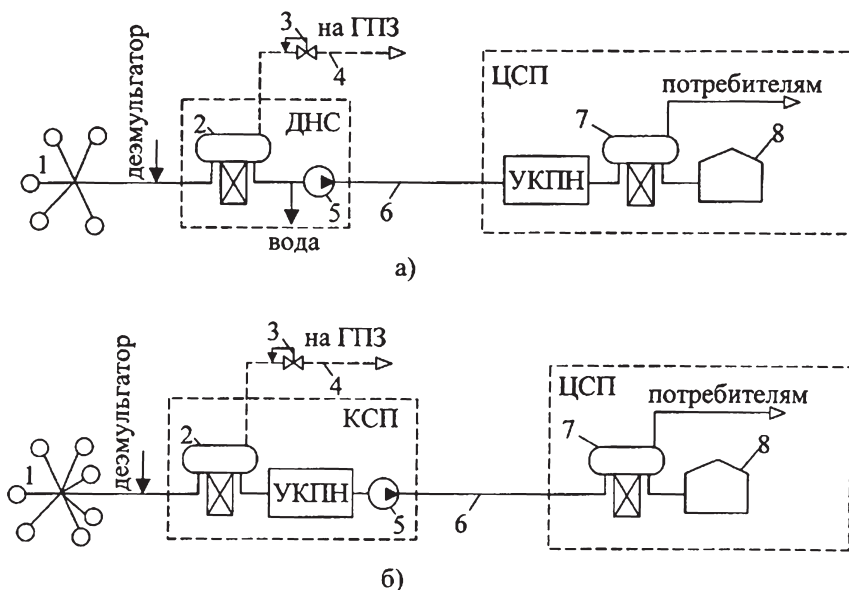 3
на ГПЗ
4
деэмульгатор
ДНС
2
1
5
вода
6
ЦСП
потребителям
7
8
УКПН
а)
3
на ГПЗ
4
деэмульгатор
КСП
2
1
УКПН
5
6
ЦСП
потребителям
7
8
б)